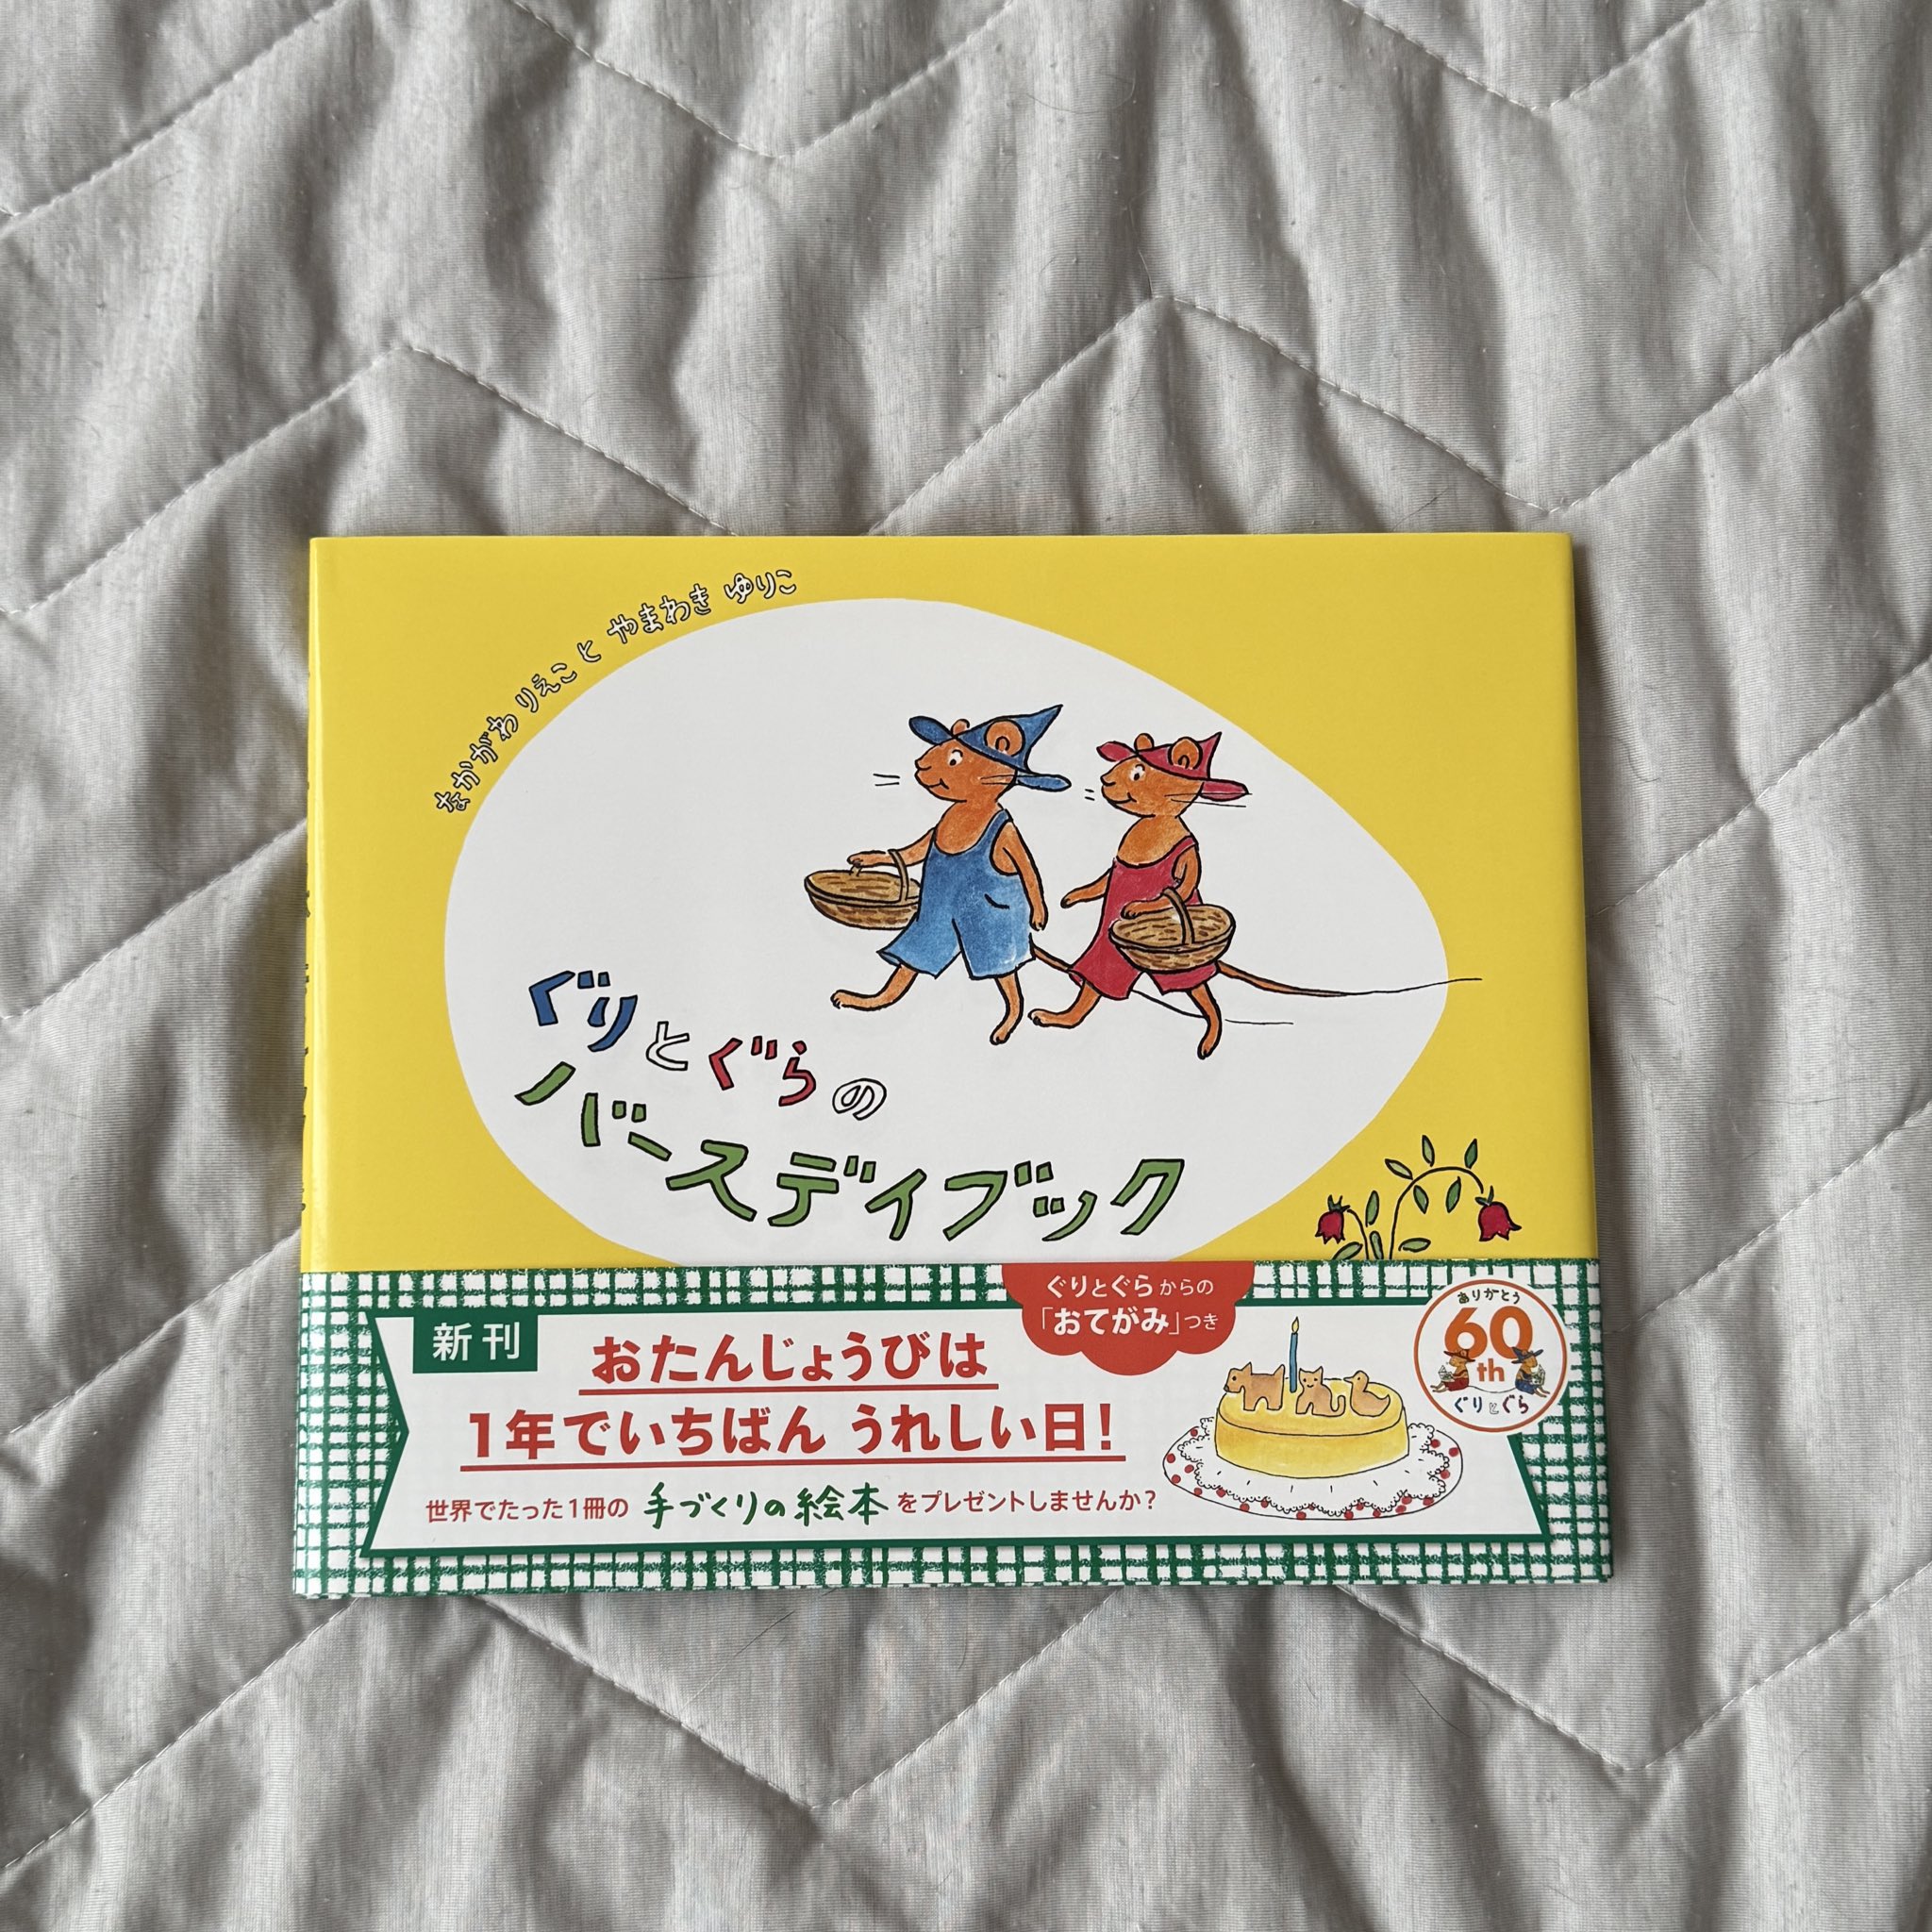 なかがわ りえこ と やまわき ゆりこ
ぐりとぐらの
バースデイブック
ぐりとぐらからの
「おてがみ」つき
新刊
おたんじょうびは
1年でいちばん うれしい日!
世界でたった1冊の 手づくりの絵本 をプレゼントしませんか?
ありがとう
60
th
ぐりとぐら